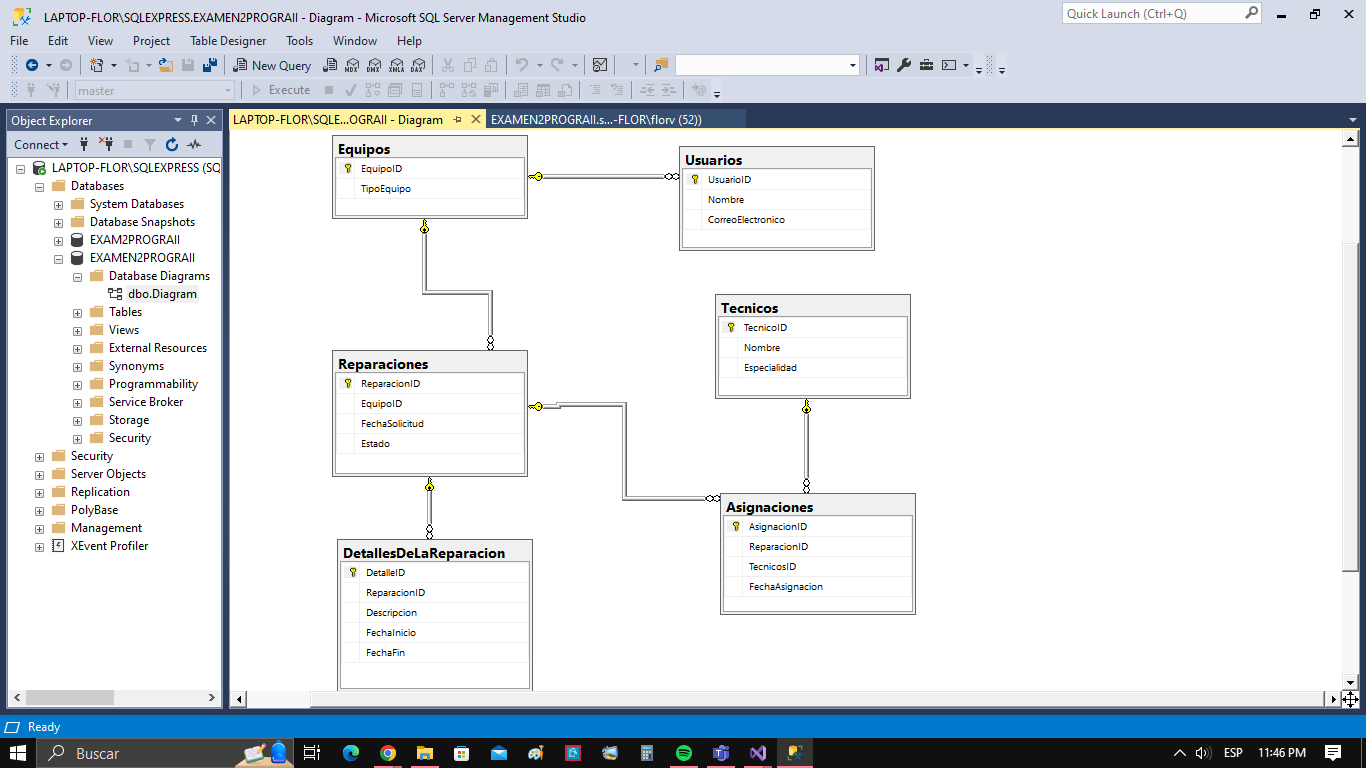 LAPTOP-FLOR\SQLEXPRESS.EXAMEN2PROGRAII - Diagram - Microsoft SQL Server Management Studio
Quick Launch (Ctrl+Q)
File Edit View Project Table Designer Tools Window Help
New Query MDX DMX XMLA DAX
master Execute
Object Explorer
Connect
LAPTOP-FLOR\SQLEXPRESS (SQ
Databases
System Databases
Database Snapshots
EXAM2PROGRAII
EXAMEN2PROGRAII
Database Diagrams
dbo.Diagram
Tables
Views
External Resources
Synonyms
Programmability
Service Broker
Storage
Security
Security
Server Objects
Replication
PolyBase
Management
XEvent Profiler
LAPTOP-FLOR\SQLE...OGRAII - Diagram
EXAMEN2PROGRAII.s...-FLOR\florv (52))
Equipos
EquipoID
TipoEquipo
Usuarios
UsuarioID
Nombre
CorreoElectronico
Tecnicos
TecnicoID
Nombre
Especialidad
Reparaciones
ReparacionID
EquipoID
FechaSolicitud
Estado
Asignaciones
AsignacionID
ReparacionID
TecnicosID
FechaAsignacion
DetallesDeLaReparacion
DetalleID
ReparacionID
Descripcion
FechaInicio
FechaFin
Ready
Buscar
ESP 11:46 PM